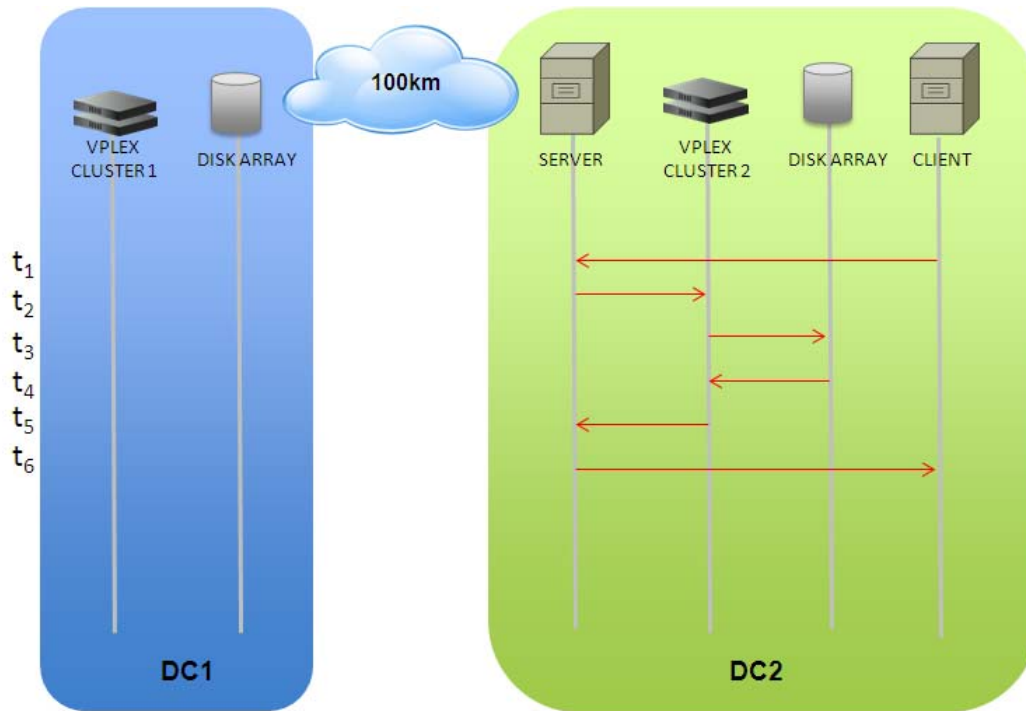 100km
VPLEX
CLUSTER 1
DISK ARRAY
SERVER
VPLEX
CLUSTER 2
DISK ARRAY
CLIENT
t1
t2
t3
t4
t5
t6
DC1
DC2